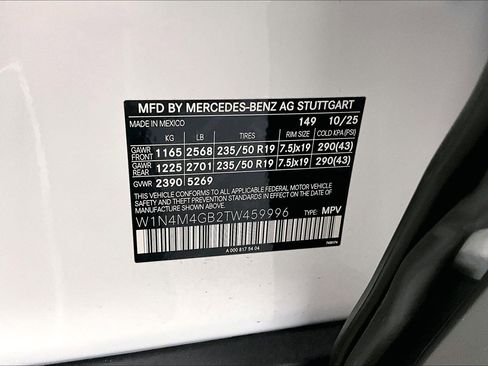 MFD BY MERCEDES-BENZ AG STUTTGART
MADE IN MEXICO 149 10/25
KG LB TIRES RIM SIZE COLD KPA(PSI)
GAWR FRONT 1165 2568 235/50 R19 7.5Jx19 290(43)
GAWR REAR 1225 2701 235/50 R19 7.5Jx19 290(43)
GVWR 2390 5269
THIS VEHICLE CONFORMS TO ALL APPLICABLE FEDERAL MOTOR VEHICLE
SAFETY, BUMPER, AND THEFT PREVENTION STANDARDS IN EFFECT ON THE
DATE OF MANUFACTURE SHOWN ABOVE.
W1N4M4GB2TW459996 TYPE: MPV
A 000 817 54 04